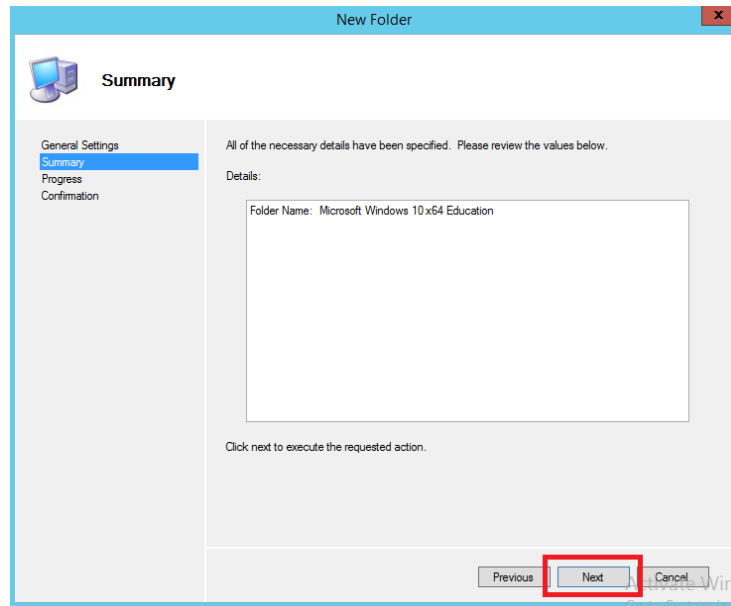 New Folder
x
Summary
General Settings
Summary
Progress
Confirmation
All of the necessary details have been specified. Please review the values below.
Details:
Folder Name: Microsoft Windows 10 x64 Education
Click next to execute the requested action.
Previous Next Cancel
Activate Win